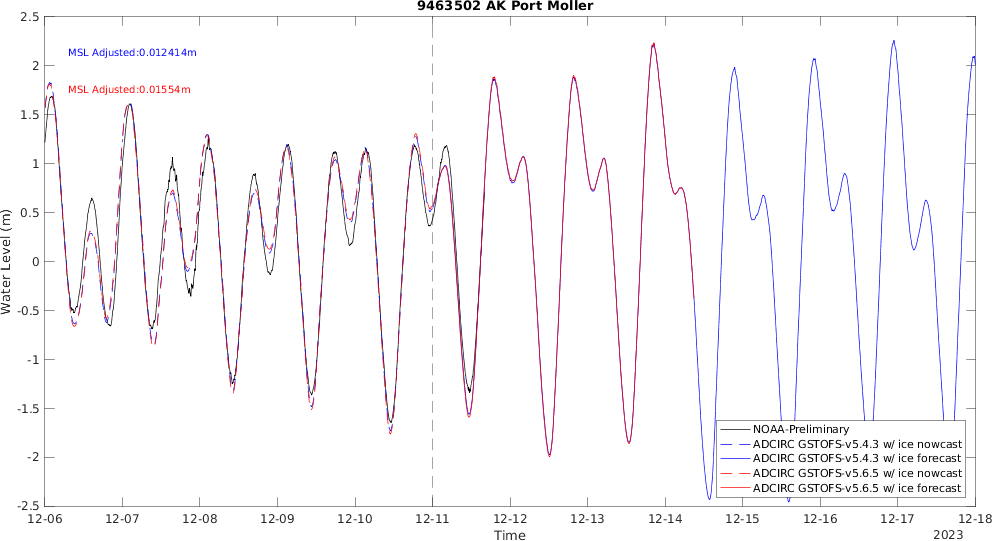 9463502 AK Port Moller
2.5
2
1.5
1
0.5
0
-0.5
-1
-1.5
-2
-2.5
Water Level (m)
MSL Adjusted:0.012414m
MSL Adjusted:0.01554m
NOAA-Preliminary
ADCIRC GSTOFS-v5.4.3 w/ ice nowcast
ADCIRC GSTOFS-v5.4.3 w/ ice forecast
ADCIRC GSTOFS-v5.6.5 w/ ice nowcast
ADCIRC GSTOFS-v5.6.5 w/ ice forecast
12-06 12-07 12-08 12-09 12-10 12-11 12-12 12-13 12-14 12-15 12-16 12-17 12-18
Time
2023